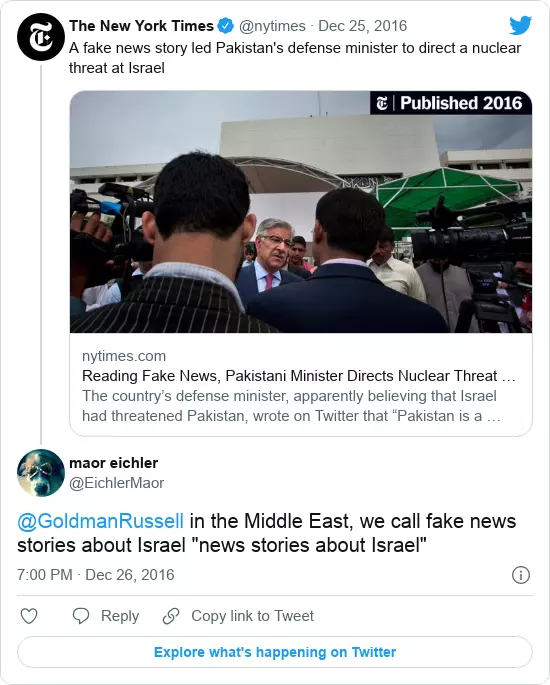 The New York Times @nytimes · Dec 25, 2016
A fake news story led Pakistan's defense minister to direct a nuclear
threat at Israel
T | Published 2016
nytimes.com
Reading Fake News, Pakistani Minister Directs Nuclear Threat …
The country's defense minister, apparently believing that Israel
had threatened Pakistan, wrote on Twitter that “Pakistan is a …
maor eichler
@EichlerMaor
@GoldmanRussell in the Middle East, we call fake news
stories about Israel "news stories about Israel"
7:00 PM · Dec 26, 2016
Reply Copy link to Tweet
Explore what's happening on Twitter